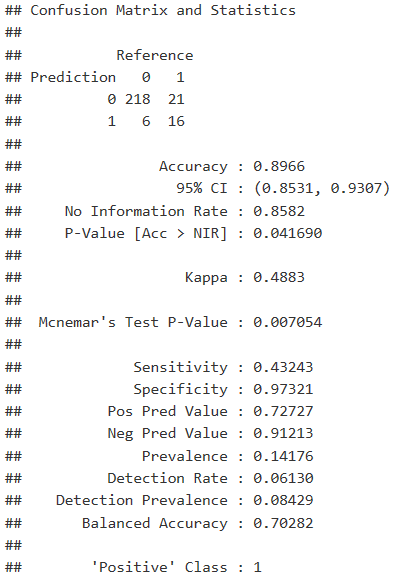 ## Confusion Matrix and Statistics
##
##           Reference
## Prediction   0   1
##          0 218  21
##          1   6  16
##
##                Accuracy : 0.8966
##                  95% CI : (0.8531, 0.9307)
##     No Information Rate : 0.8582
##     P-Value [Acc > NIR] : 0.041690
##
##                   Kappa : 0.4883
##
##  Mcnemar's Test P-Value : 0.007054
##
##             Sensitivity : 0.43243
##             Specificity : 0.97321
##          Pos Pred Value : 0.72727
##          Neg Pred Value : 0.91213
##              Prevalence : 0.14176
##          Detection Rate : 0.06130
##    Detection Prevalence : 0.08429
##       Balanced Accuracy : 0.70282
##
##        'Positive' Class : 1